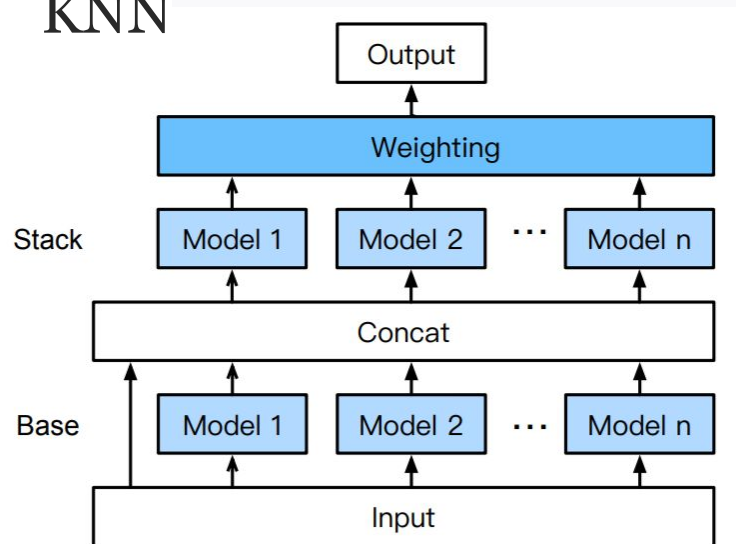 KNN
Output
Weighting
Stack Model 1 Model 2 ... Model n
Concat
Base Model 1 Model 2 ... Model n
Input